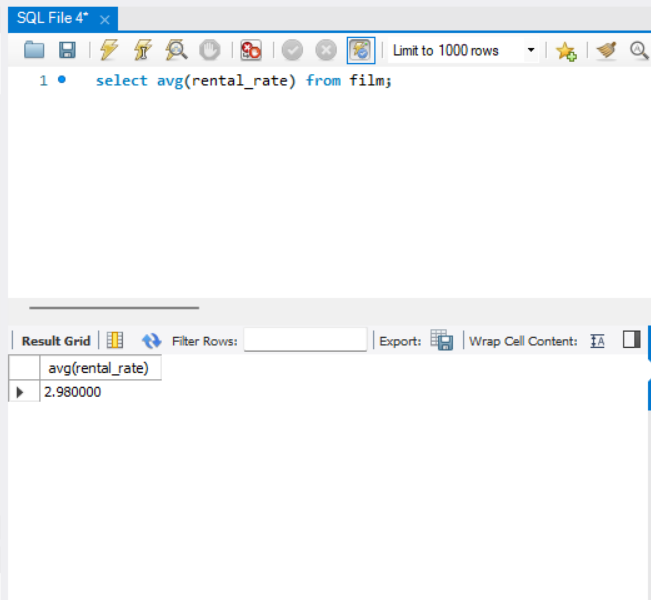 SQL File 4* ×
Limit to 1000 rows
1 select avg(rental_rate) from film;
Result Grid Filter Rows: Export: Wrap Cell Content: IA
avg(rental_rate)
2.980000